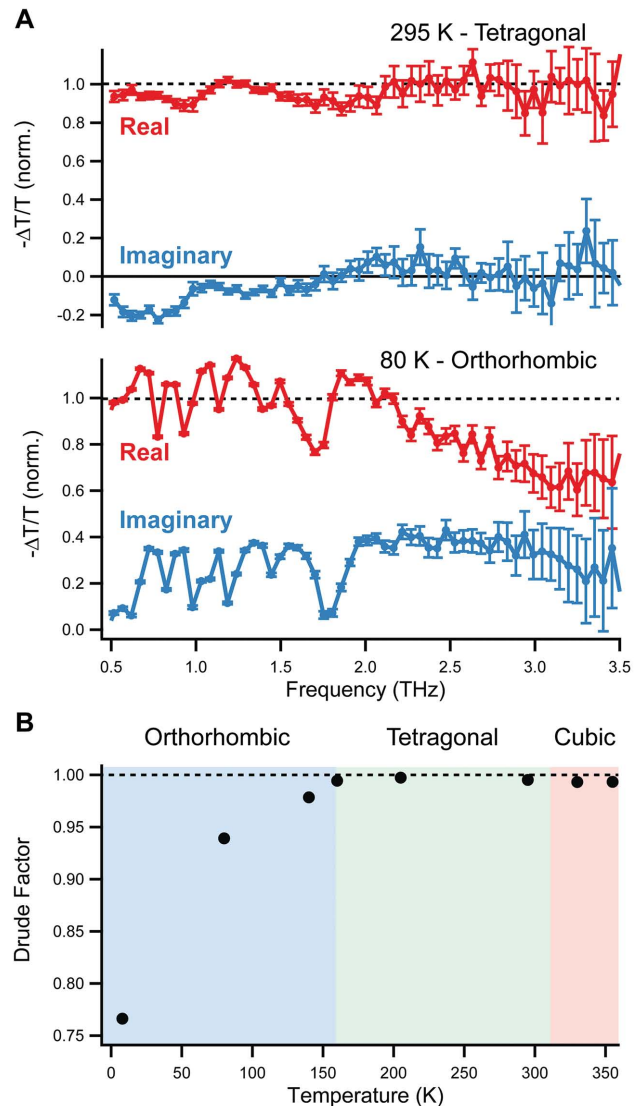 A
295 K - Tetragonal
-ΔT/T (norm.)
1.0
0.8
0.6
0.4
0.2
0.0
-0.2
Real
Imaginary
80 K - Orthorhombic
-ΔT/T (norm.)
1.0
0.8
0.6
0.4
0.2
0.0
Real
Imaginary
0.5 1.0 1.5 2.0 2.5 3.0 3.5
Frequency (THz)
B
Orthorhombic Tetragonal Cubic
Drude Factor
1.00
0.95
0.90
0.85
0.80
0.75
0 50 100 150 200 250 300 350
Temperature (K)